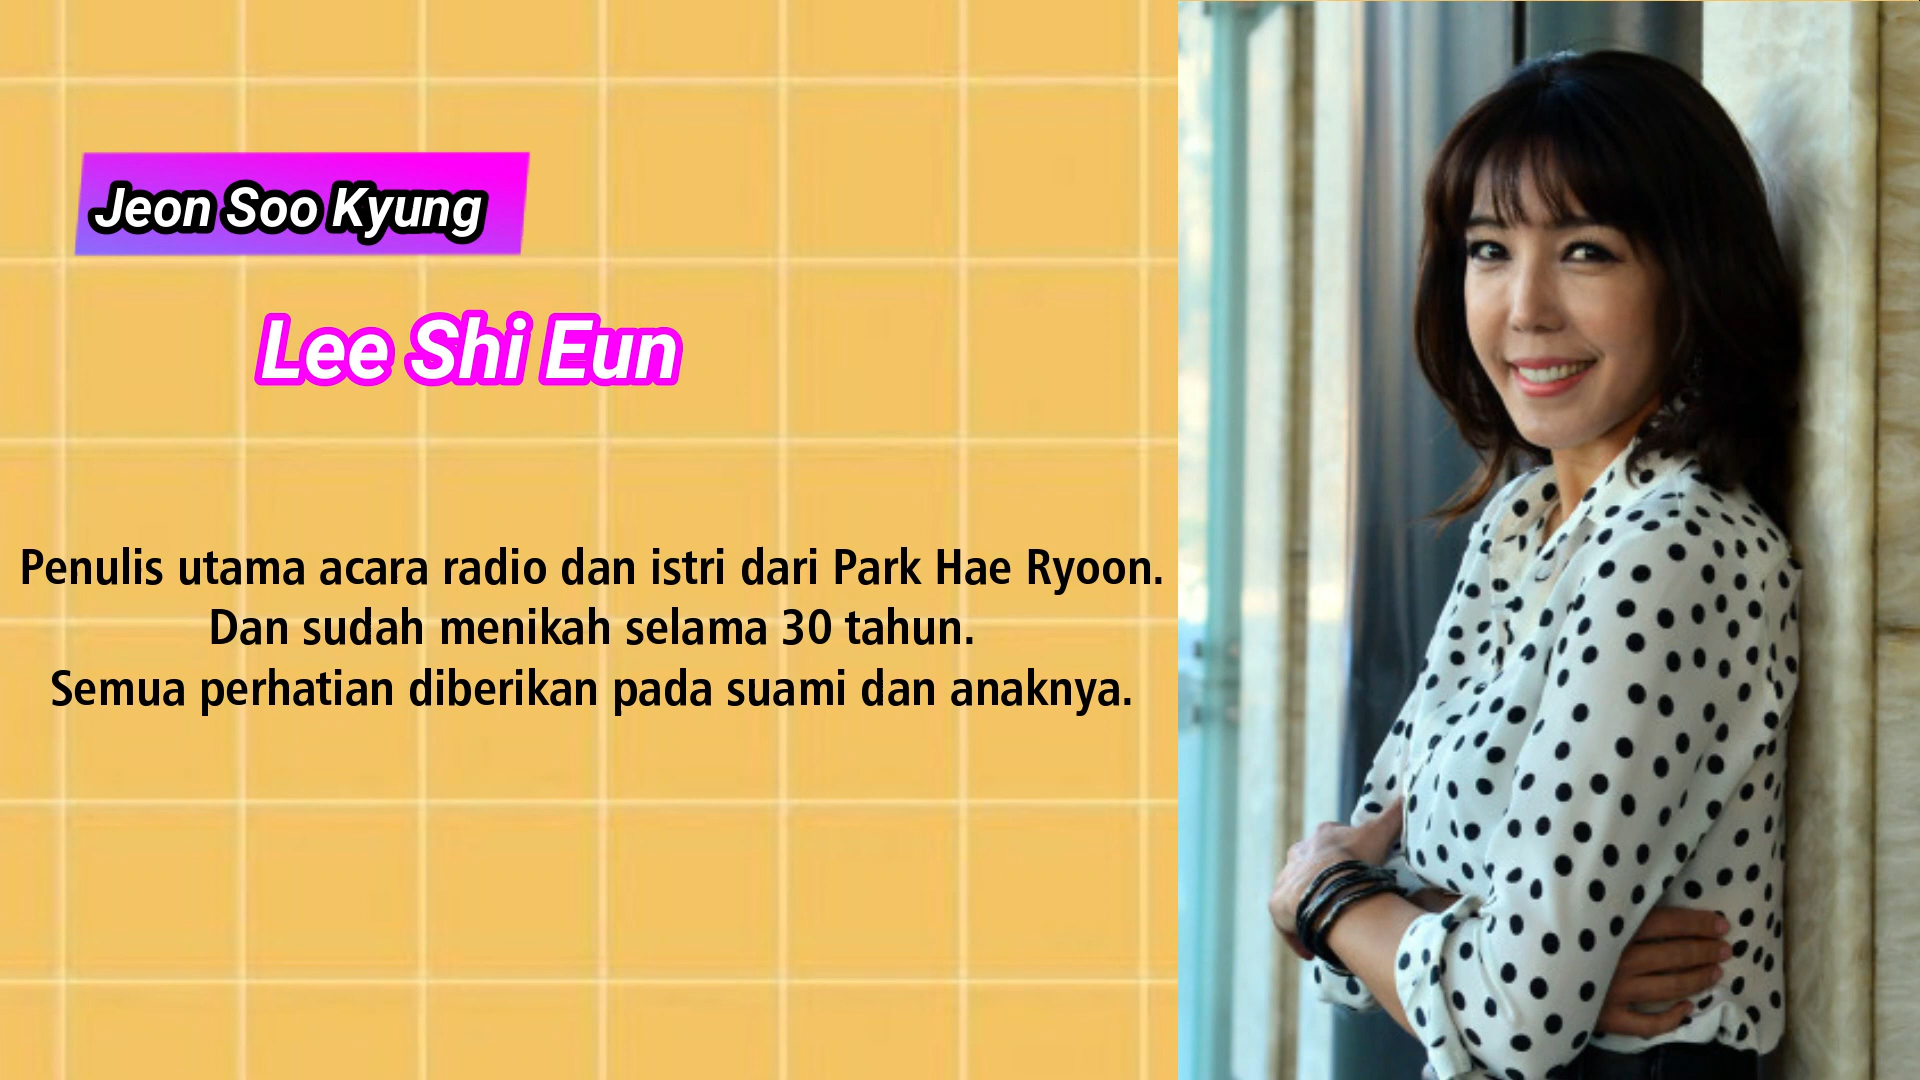 Jeon Soo Kyung
Lee Shi Eun
Penulis utama acara radio dan istri dari Park Hae Ryoon.
Dan sudah menikah selama 30 tahun.
Semua perhatian diberikan pada suami dan anaknya.